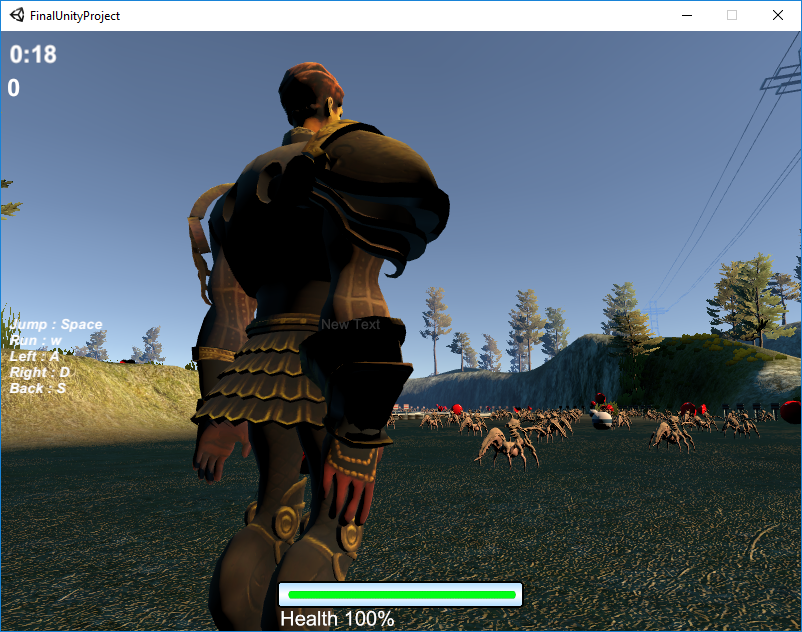 FinalUnityProject
0:18
0
New Text
Jump : Space
Run : w
Left : A
Right : D
Back : S
Health 100%